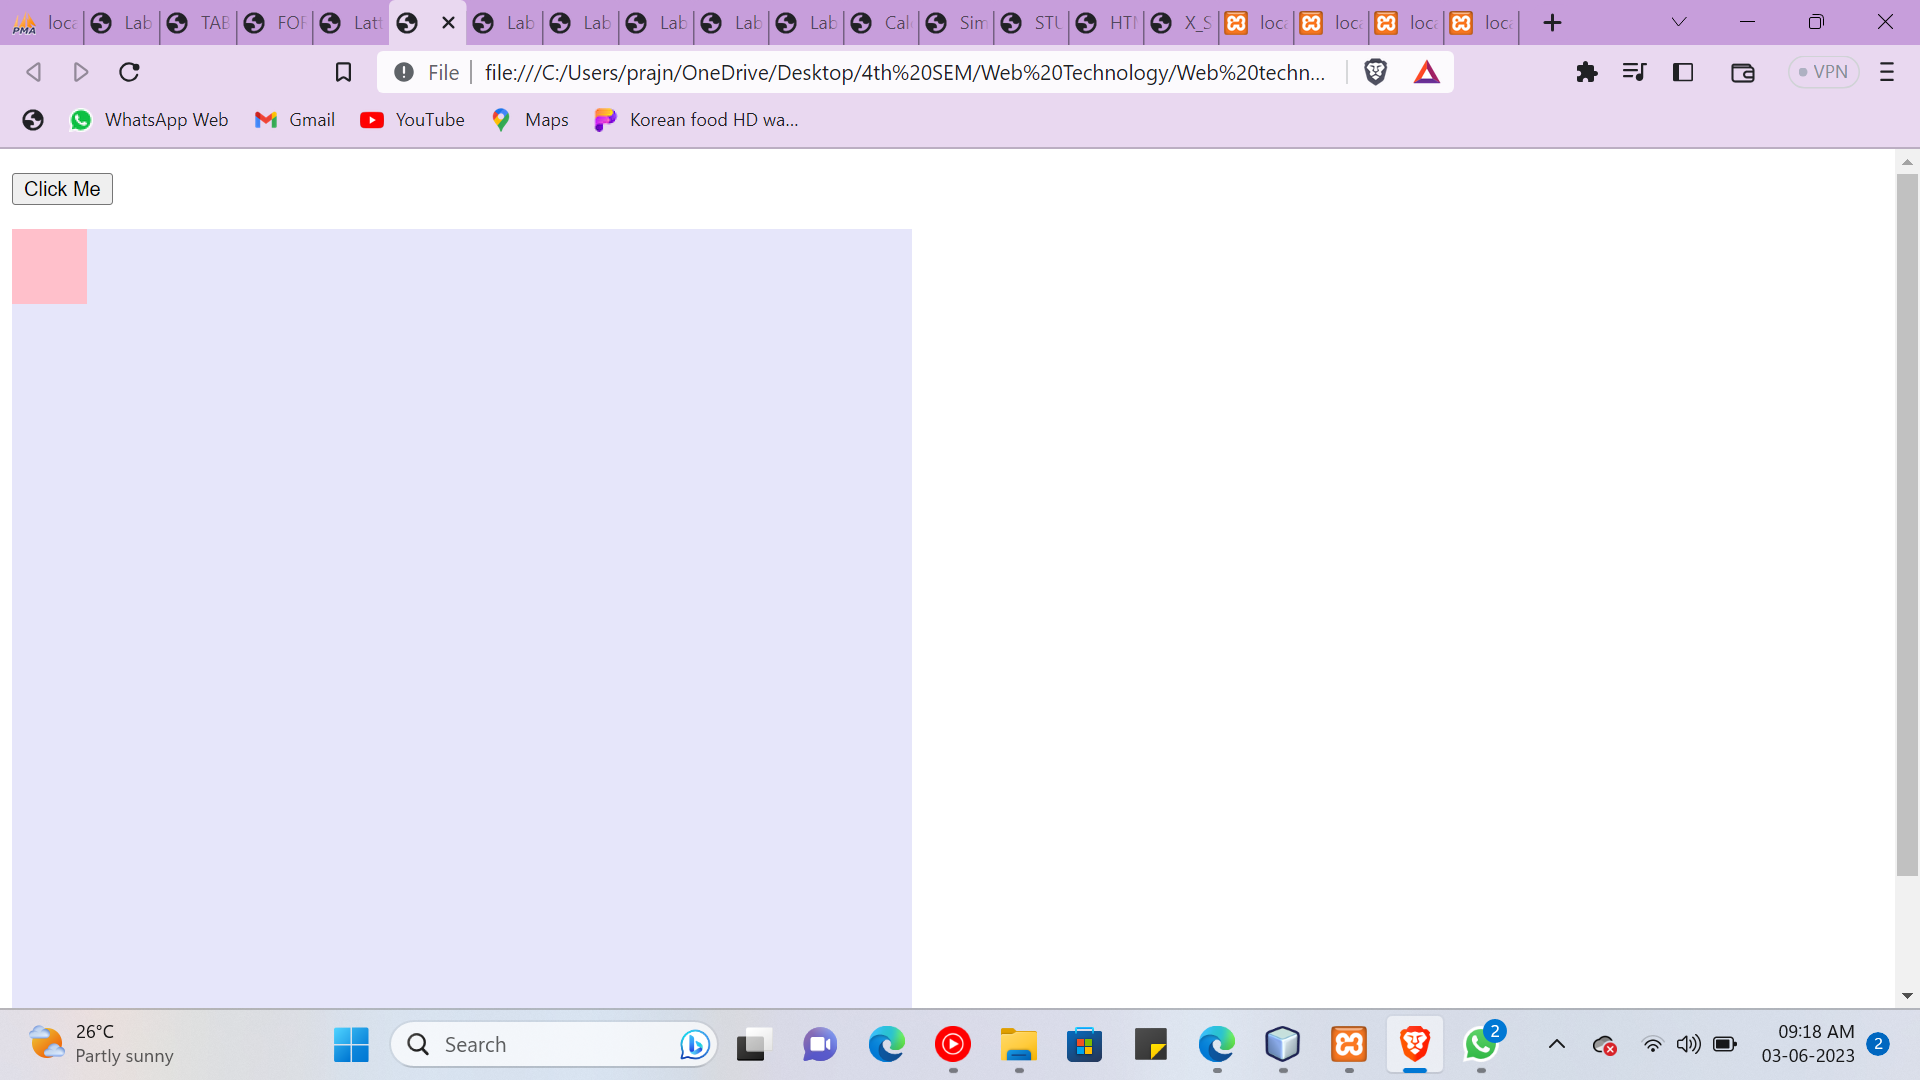 PMA loca Lab TAB FOR Latt Lab Lab Lab Lab Lab Cal Sim STU HTM X_S loca loca loca loca
File file:///C:/Users/prajn/OneDrive/Desktop/4th%20SEM/Web%20Technology/Web%20techn... VPN
WhatsApp Web Gmail YouTube Maps Korean food HD wa...
Click Me
26°C
Partly sunny
Search
2
09:18 AM
03-06-2023
2